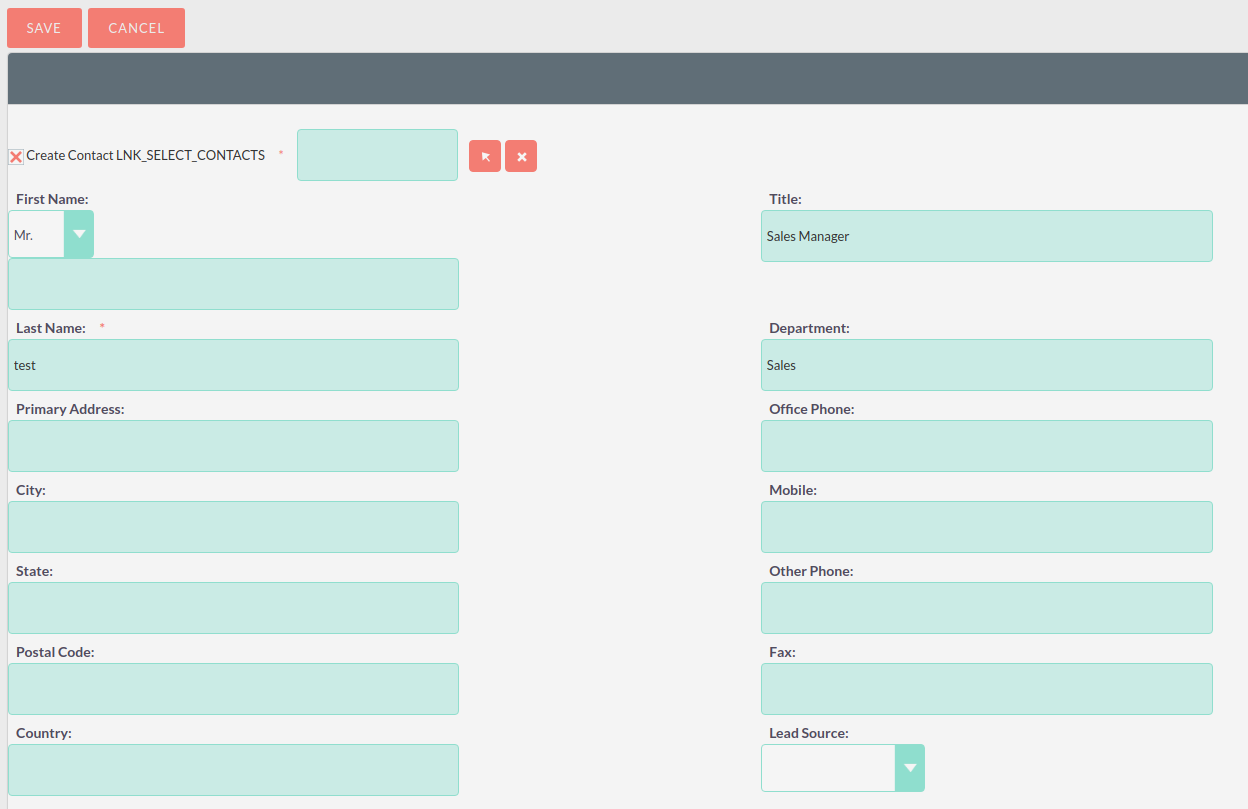 SAVE CANCEL
Create Contact LNK_SELECT_CONTACTS *
First Name: Title:
Mr. Sales Manager
Last Name: * Department:
test Sales
Primary Address: Office Phone:
City: Mobile:
State: Other Phone:
Postal Code: Fax:
Country: Lead Source: